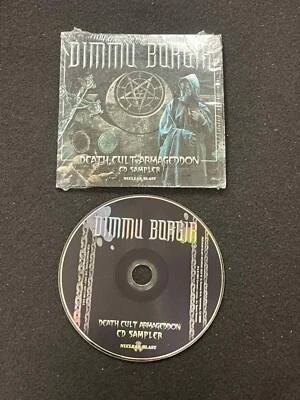 DIMMU BORGIR
DEATH CULT ARMAGEDDON
CD SAMPLER
NUCLEAR BLAST
DIMMU BORGIR
DEATH CULT ARMAGEDDON
CD SAMPLER
NUCLEAR BLAST